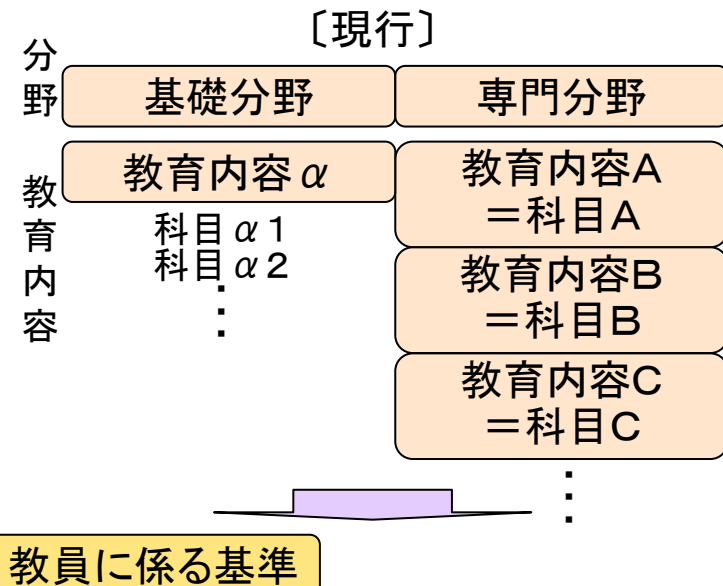 〔現行〕
分野
基礎分野
専門分野
教育内容
教育内容α
科目α1
科目α2
・・・
教育内容A
＝科目A
教育内容B
＝科目B
教育内容C
＝科目C
・・・
教員に係る基準